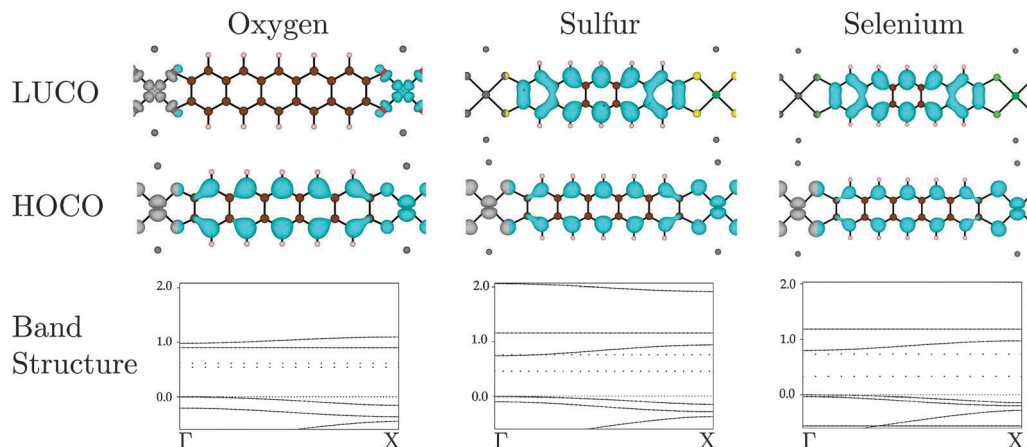 Oxygen Sulfur Selenium
LUCO
HOCO
Band
Structure
2.0 2.0 2.0
1.0 1.0 1.0
0.0 0.0 0.0
Γ X Γ X Γ X